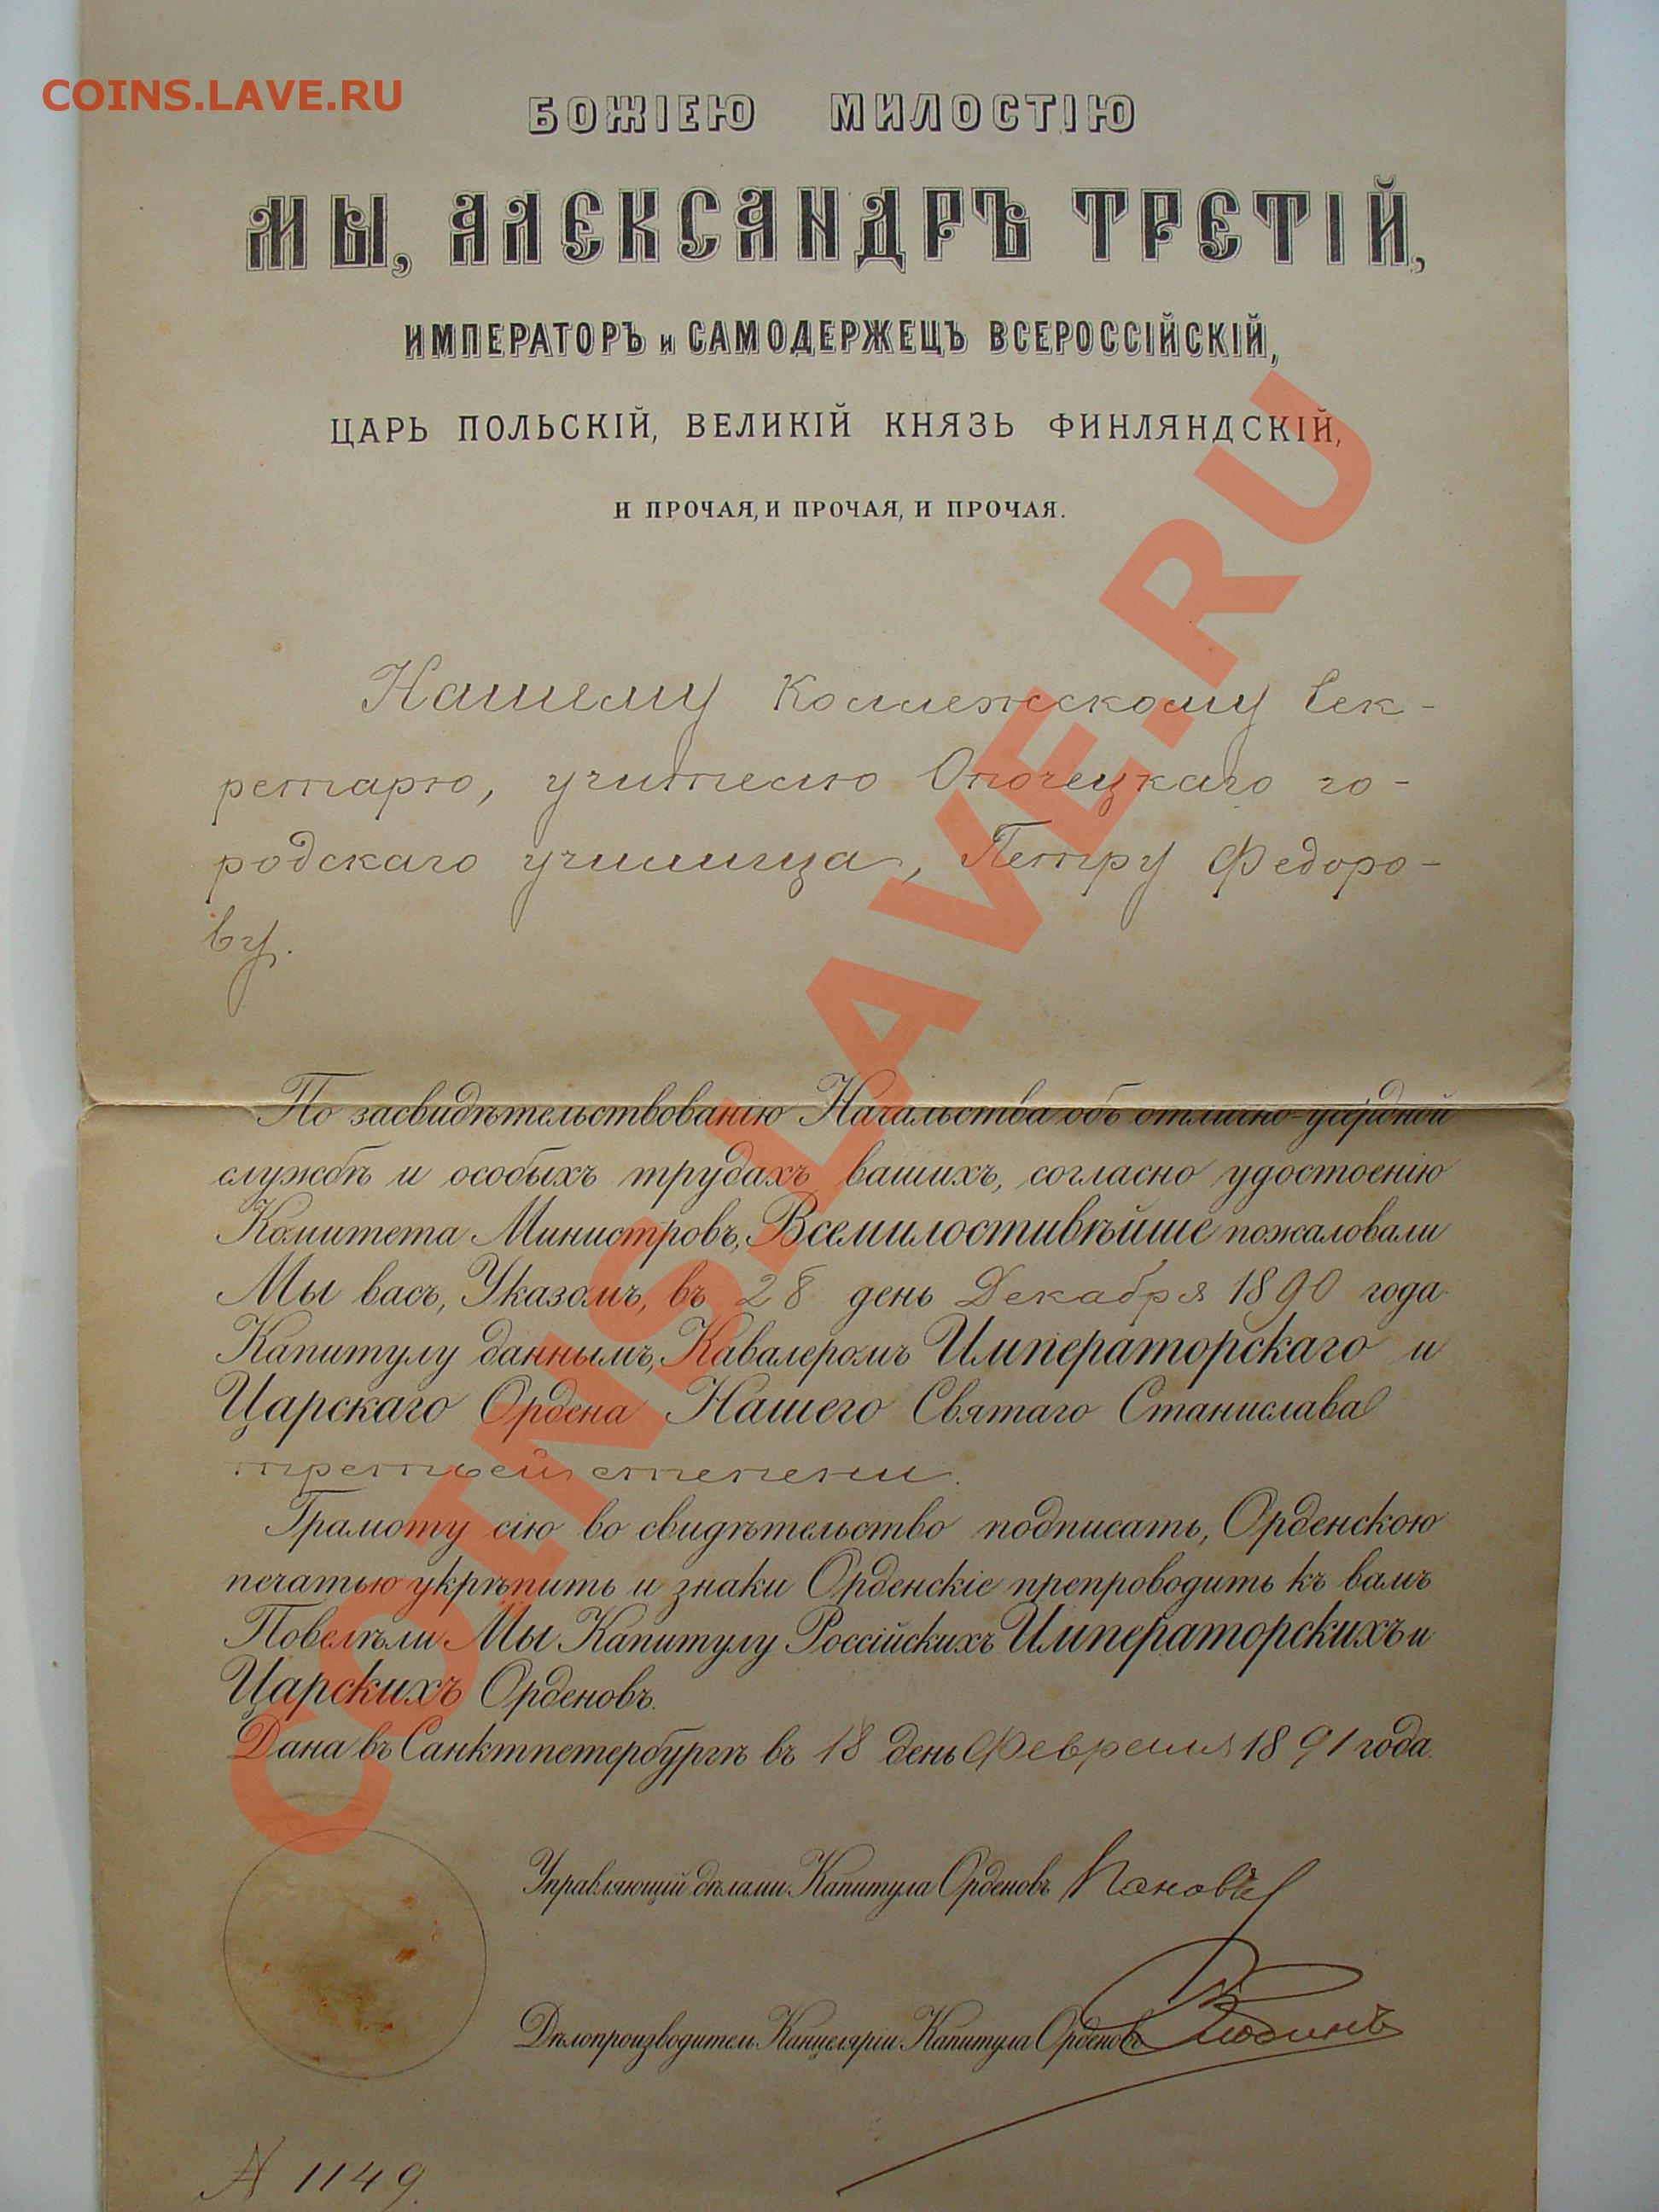 COINS.LAVE.RU
БОЖІЕЮ МИЛОСТІЮ
МЫ, АЛЕКСАНДРЪ ТРЕТІЙ,
ИМПЕРАТОРЪ и САМОДЕРЖЕЦЪ ВСЕРОССІЙСКІЙ,
ЦАРЬ ПОЛЬСКІЙ, ВЕЛИКІЙ КНЯЗЬ ФИНЛЯНДСКІЙ,
И ПРОЧАЯ, И ПРОЧАЯ, И ПРОЧАЯ.
Нашему Коллежскому Сек-
ретарю, учителю Опочецкаго го-
родскаго училища, Петру Федоро-
ву.
По засвидѣтельствованію Начальства объ отлично-усердной
службѣ и особыхъ трудахъ вашихъ, согласно удостоенію
Комитета Министровъ, Всемилостивѣйше пожаловали
Мы васъ, Указомъ, въ 28 день Декабря 1890 года
Капитулу даннымъ, Кавалеромъ Императорскаго и
Царскаго Ордена Нашего Святаго Станислава
третьей степени.
Грамоту сію во свидѣтельство подписать, Орденскою
печатью укрѣпить и знаки Орденскіе препроводить къ вамъ
Повелѣли Мы Капитулу Россійскихъ Императорскихъ и
Царскихъ Орденовъ.
Дана въ Санктпетербургѣ въ 18 день Февраля 1891 года.
Управляющій дѣлами Капитула Орденовъ Пановъ
Дѣлопроизводитель Канцеляріи Капитула Орденовъ
№ 1149.
COINS.LAVE.RU